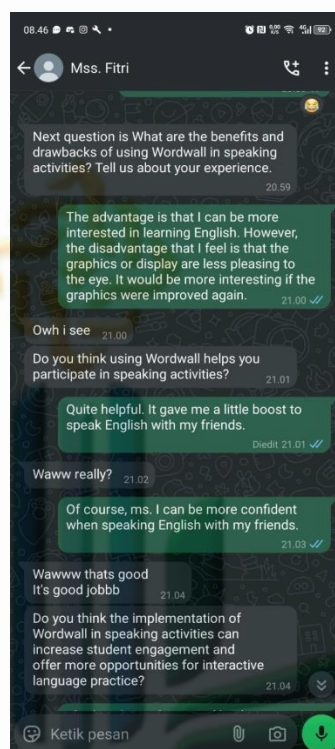 08.46
92
Mss. Fitri
Next question is What are the benefits and
drawbacks of using Wordwall in speaking
activities? Tell us about your experience.
20.59
The advantage is that I can be more
interested in learning English. However,
the disadvantage that I feel is that the
graphics or display are less pleasing to
the eye. It would be more interesting if the
graphics were improved again.
21.00
Owh i see
21.00
Do you think using Wordwall helps you
participate in speaking activities?
21.01
Quite helpful. It gave me a little boost to
speak English with my friends.
Diedit 21.01
Waww really?
21.02
Of course, ms. I can be more confident
when speaking English with my friends.
21.03
Wawww thats good
It's good jobbb
21.04
Do you think the implementation of
Wordwall in speaking activities can
increase student engagement and
offer more opportunities for interactive
language practice?
21.04
Ketik pesan